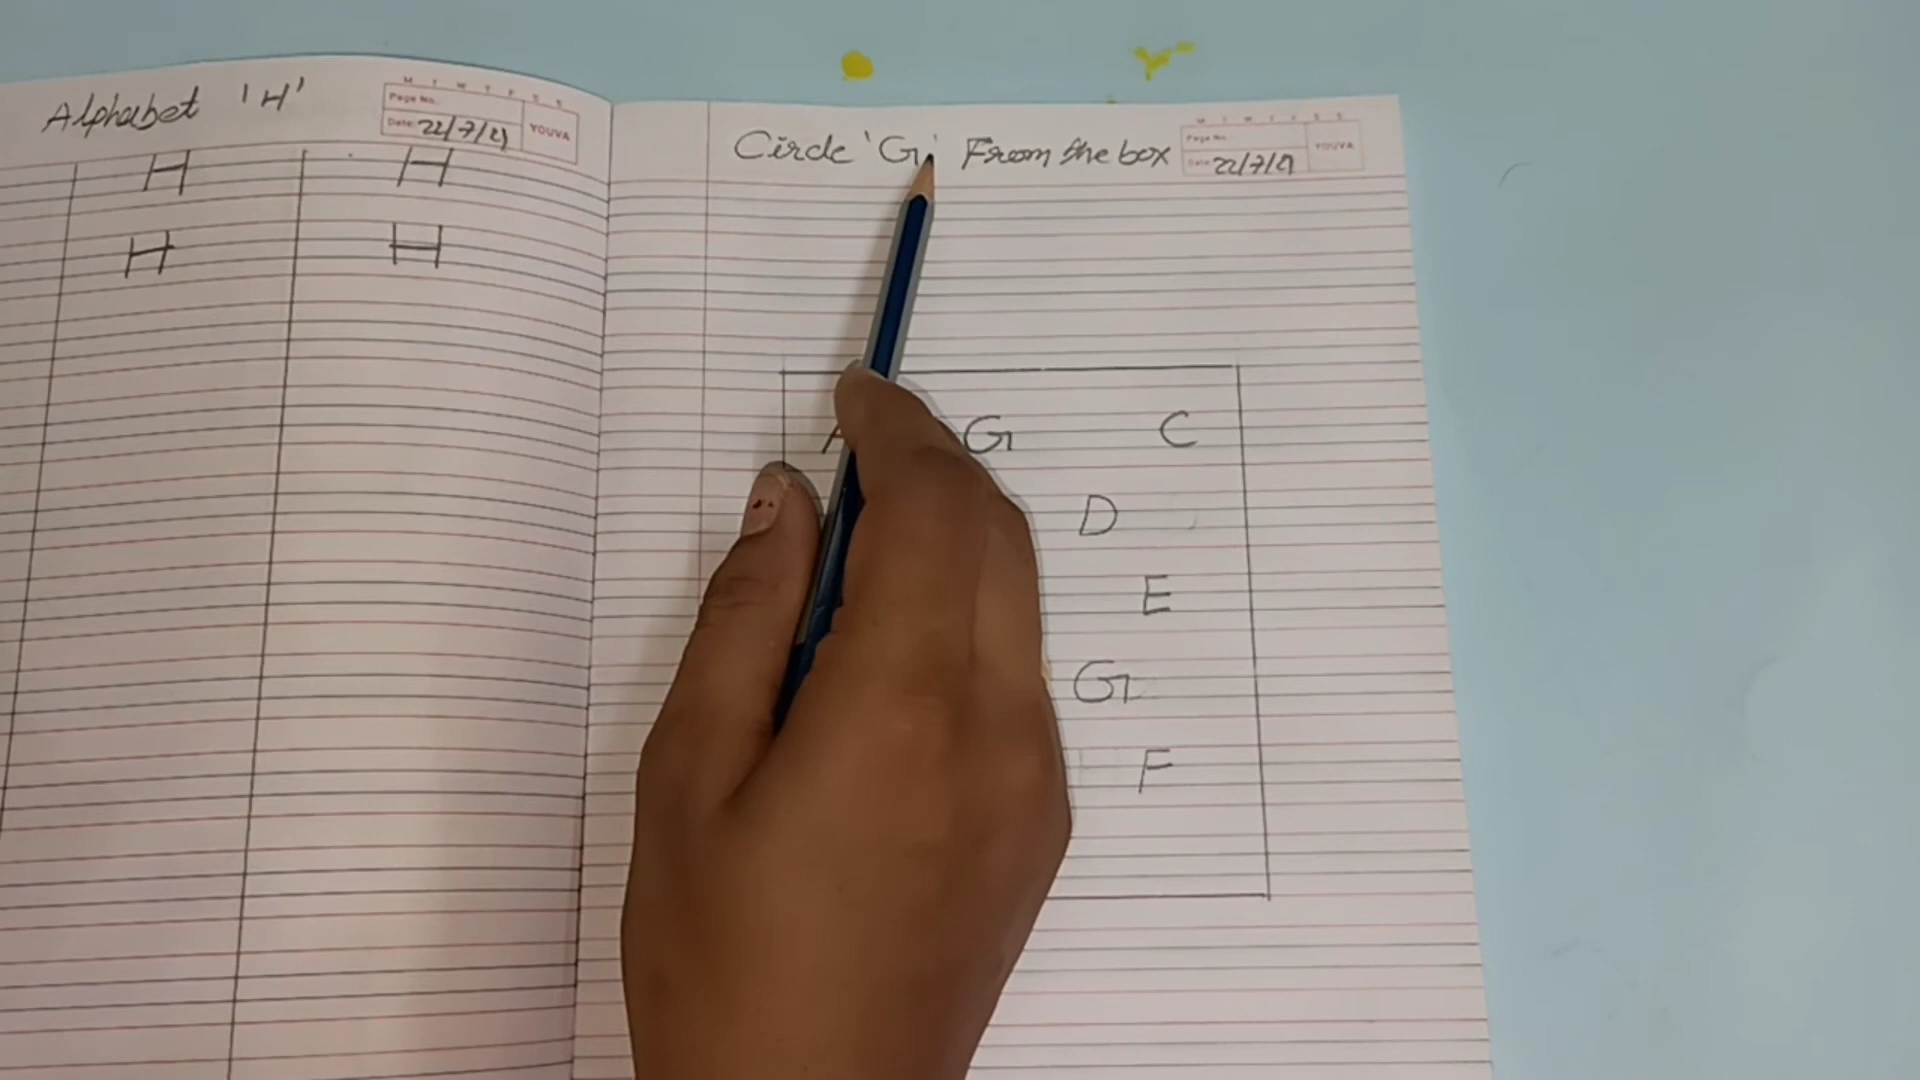 Alphabet 'H'
M T W T F S S
Page No.:
Date: 22/7/21
YOUVA
H H
H H
Circle 'G' From the box
M T W T F S S
Page No.:
Date: 22/7/21
YOUVA
A G C
D
E
G
F